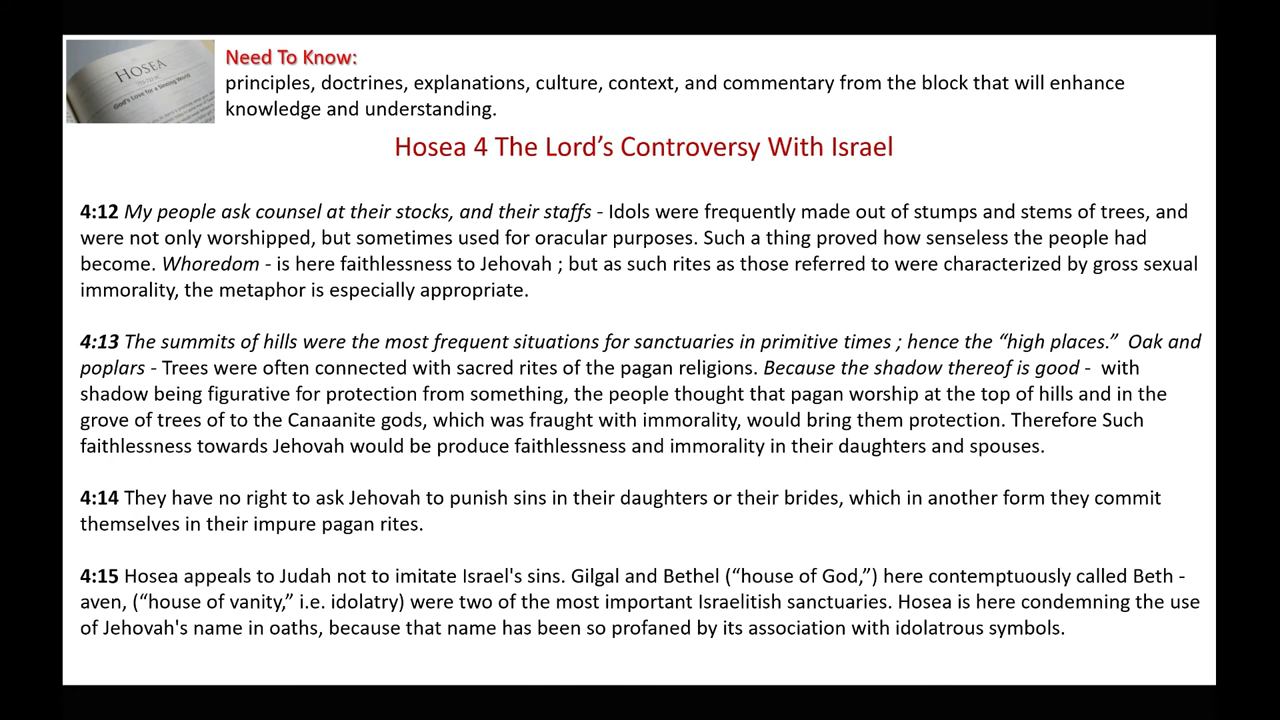 HOSEA
God's Love for a Sinning World
Need To Know:
principles, doctrines, explanations, culture, context, and commentary from the block that will enhance
knowledge and understanding.
Hosea 4 The Lord’s Controversy With Israel
4:12 My people ask counsel at their stocks, and their staffs - Idols were frequently made out of stumps and stems of trees, and
were not only worshipped, but sometimes used for oracular purposes. Such a thing proved how senseless the people had
become. Whoredom - is here faithlessness to Jehovah ; but as such rites as those referred to were characterized by gross sexual
immorality, the metaphor is especially appropriate.
4:13 The summits of hills were the most frequent situations for sanctuaries in primitive times ; hence the “high places.” Oak and
poplars - Trees were often connected with sacred rites of the pagan religions. Because the shadow thereof is good - with
shadow being figurative for protection from something, the people thought that pagan worship at the top of hills and in the
grove of trees of to the Canaanite gods, which was fraught with immorality, would bring them protection. Therefore Such
faithlessness towards Jehovah would be produce faithlessness and immorality in their daughters and spouses.
4:14 They have no right to ask Jehovah to punish sins in their daughters or their brides, which in another form they commit
themselves in their impure pagan rites.
4:15 Hosea appeals to Judah not to imitate Israel's sins. Gilgal and Bethel (“house of God,”) here contemptuously called Beth -
aven, (“house of vanity,” i.e. idolatry) were two of the most important Israelitish sanctuaries. Hosea is here condemning the use
of Jehovah's name in oaths, because that name has been so profaned by its association with idolatrous symbols.